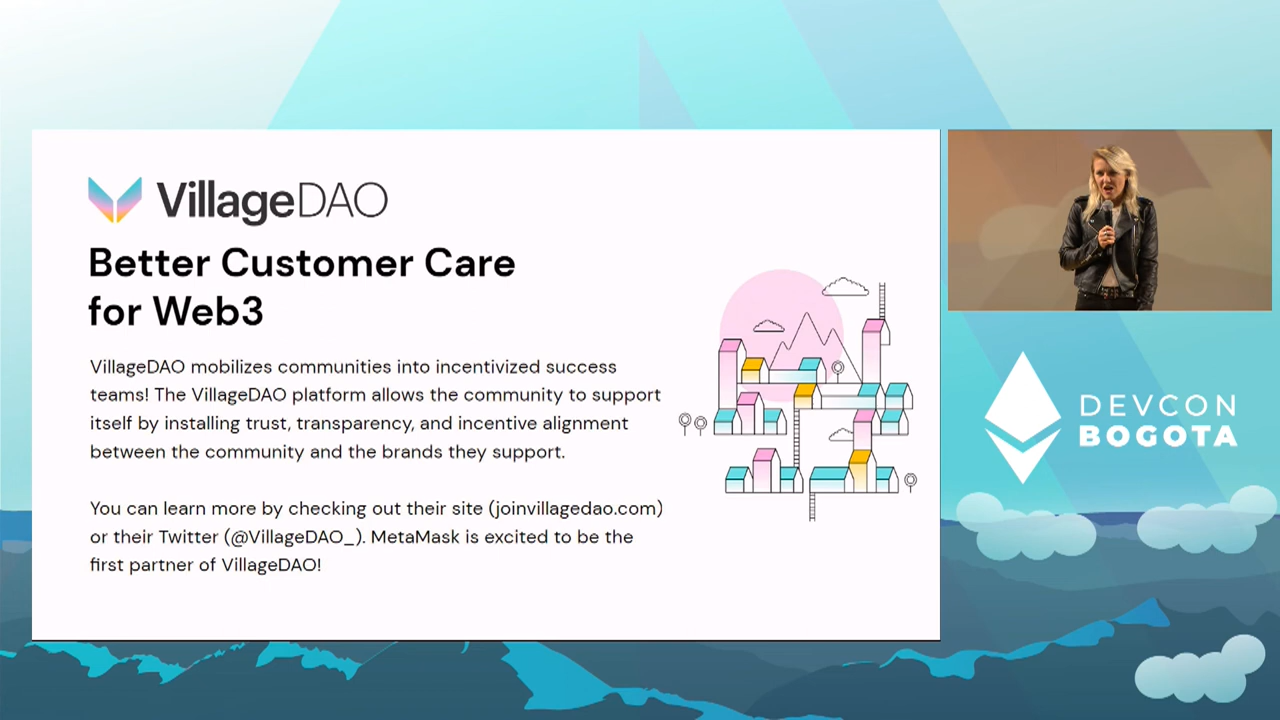 VillageDAO
Better Customer Care
for Web3
VillageDAO mobilizes communities into incentivized success
teams! The VillageDAO platform allows the community to support
itself by installing trust, transparency, and incentive alignment
between the community and the brands they support.
You can learn more by checking out their site (joinvillagedao.com)
or their Twitter (@VillageDAO_). MetaMask is excited to be the
first partner of VillageDAO!
DEVCON
BOGOTA